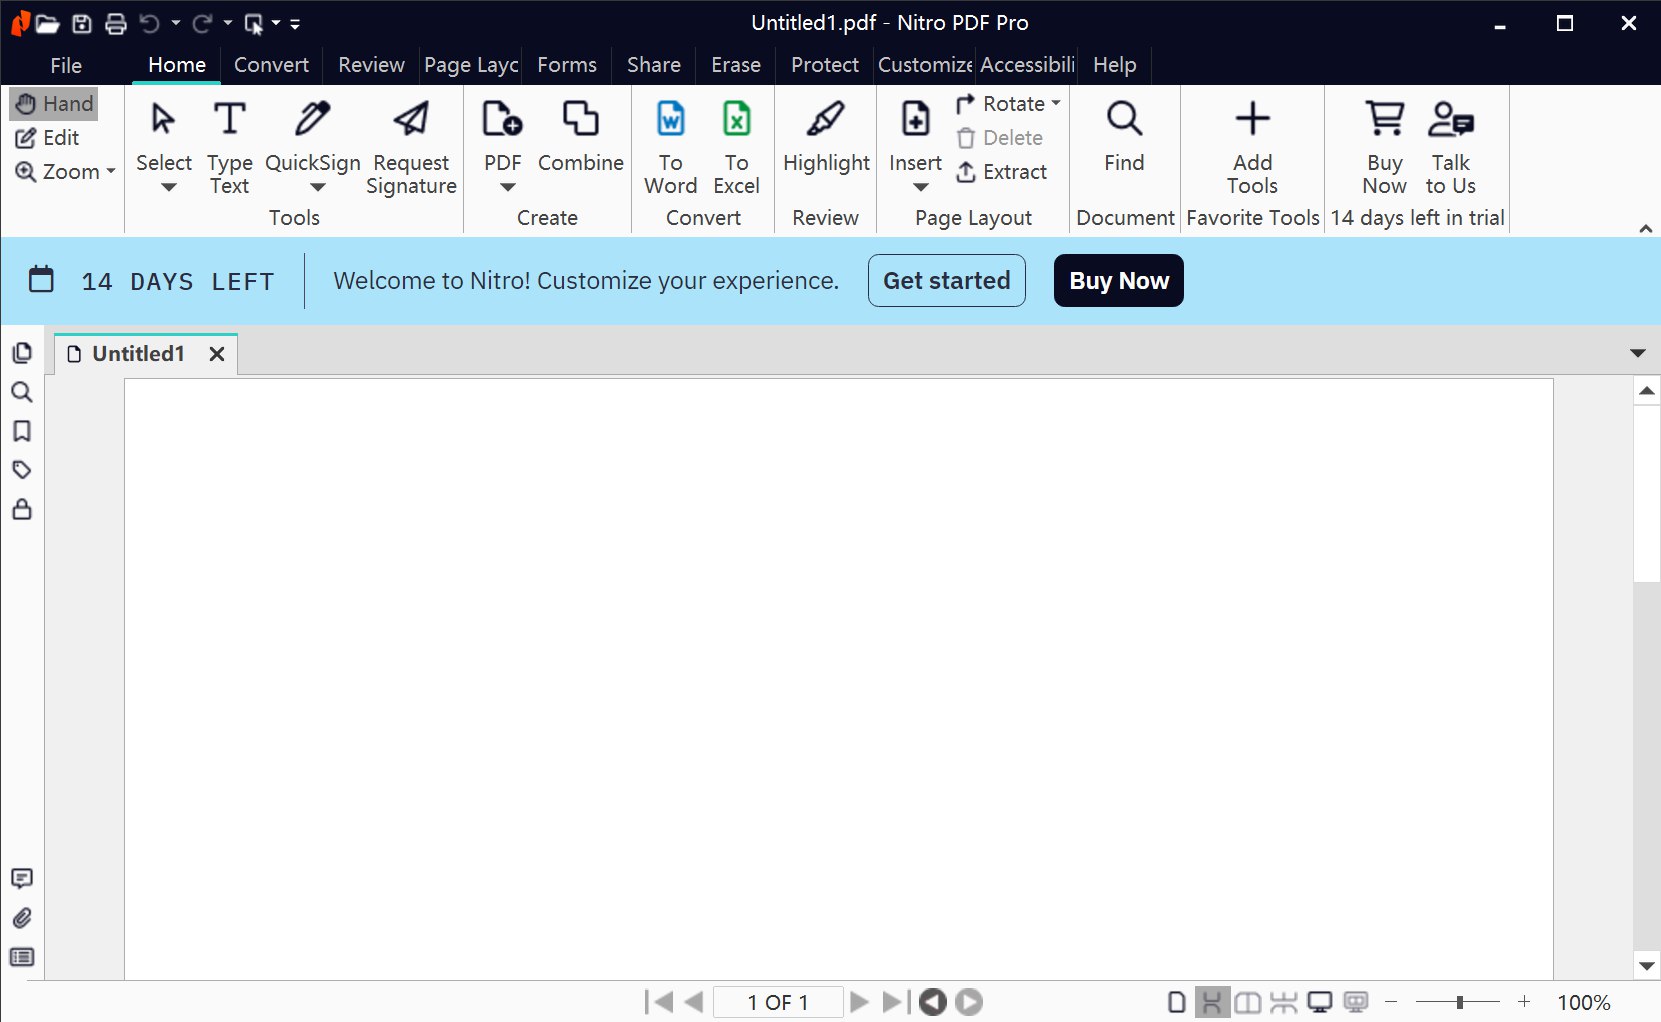 Untitled1.pdf - Nitro PDF Pro
File Home Convert Review Page Layc Forms Share Erase Protect Customize Accessibili Help
Hand
Edit
Zoom
Select
Type
Text
QuickSign
Request
Signature
Tools
PDF
Combine
Create
To
Word
To
Excel
Convert
Highlight
Review
Insert
Rotate
Delete
Extract
Page Layout
Find
Document
Add
Tools
Favorite Tools
Buy
Now
Talk
to Us
14 days left in trial
14 DAYS LEFT
Welcome to Nitro! Customize your experience.
Get started
Buy Now
Untitled1
1 OF 1
100%